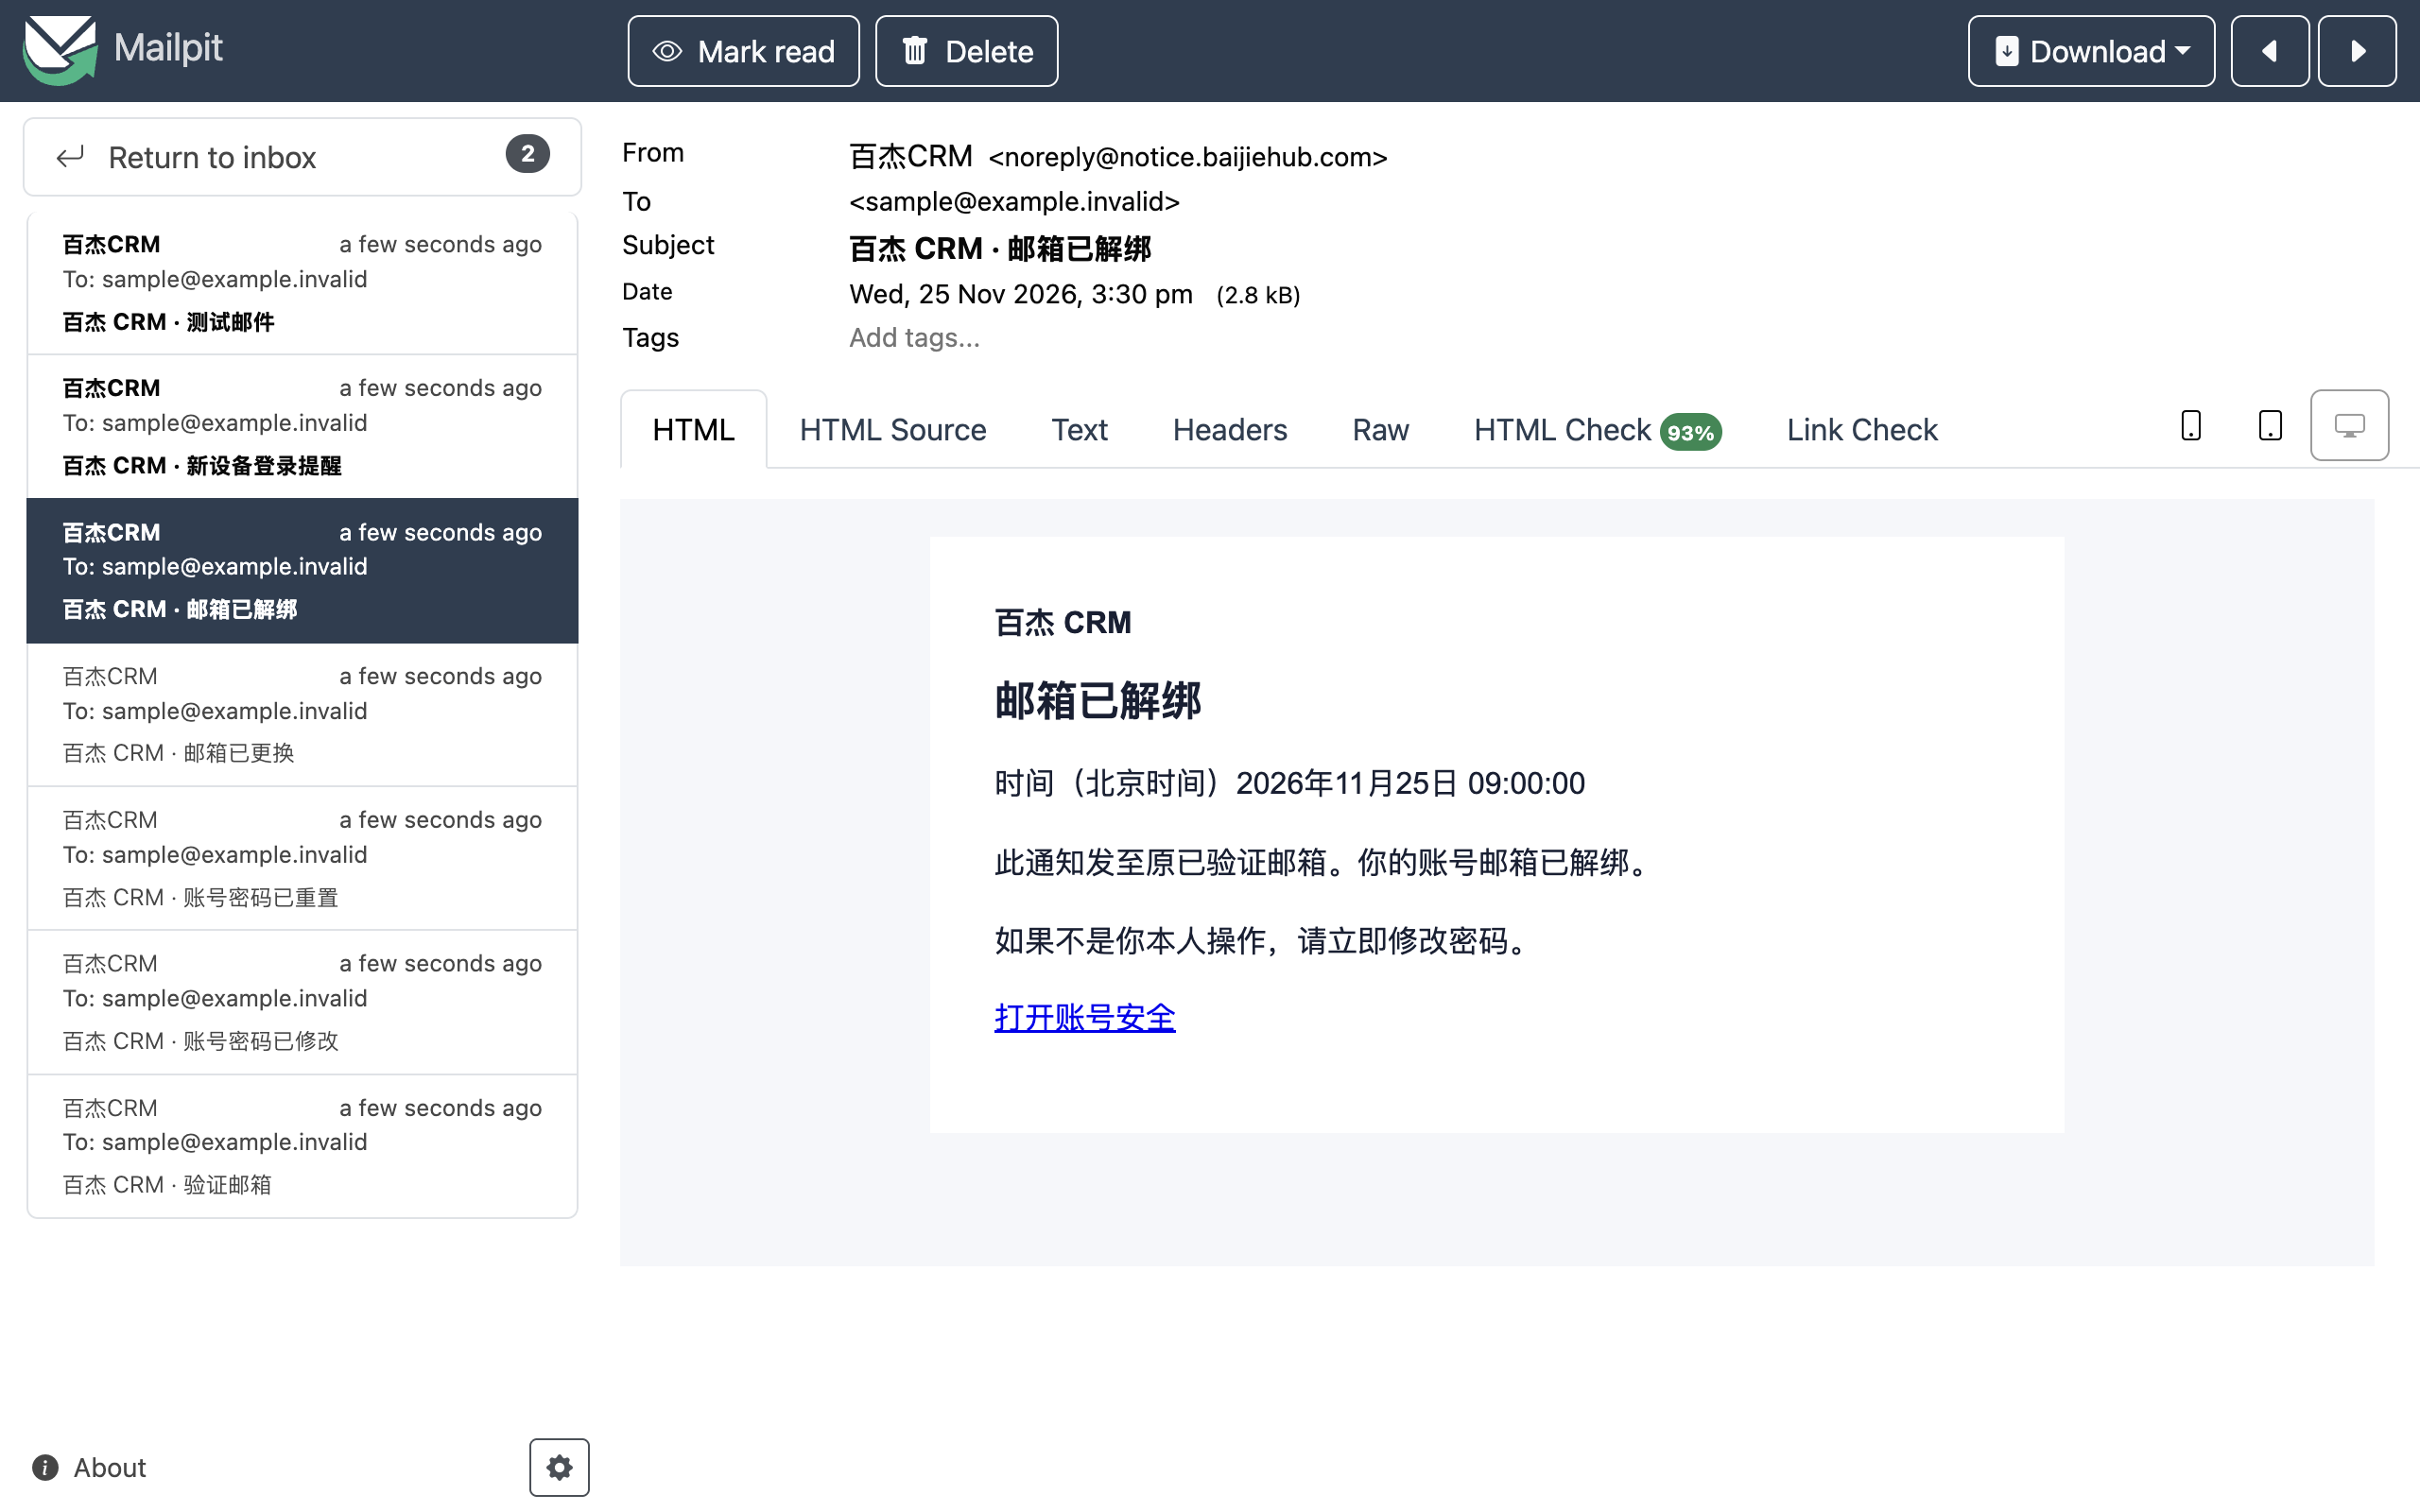 Mailpit
Mark read
Delete
Download
Return to inbox 2
百杰CRM a few seconds ago
To: sample@example.invalid
百杰 CRM · 测试邮件
百杰CRM a few seconds ago
To: sample@example.invalid
百杰 CRM · 新设备登录提醒
百杰CRM a few seconds ago
To: sample@example.invalid
百杰 CRM · 邮箱已解绑
百杰CRM a few seconds ago
To: sample@example.invalid
百杰 CRM · 邮箱已更换
百杰CRM a few seconds ago
To: sample@example.invalid
百杰 CRM · 账号密码已重置
百杰CRM a few seconds ago
To: sample@example.invalid
百杰 CRM · 账号密码已修改
百杰CRM a few seconds ago
To: sample@example.invalid
百杰 CRM · 验证邮箱
About
From 百杰CRM <noreply@notice.baijiehub.com>
To <sample@example.invalid>
Subject 百杰 CRM · 邮箱已解绑
Date Wed, 25 Nov 2026, 3:30 pm (2.8 kB)
Tags Add tags...
HTML HTML Source Text Headers Raw HTML Check 93% Link Check
百杰 CRM
邮箱已解绑
时间（北京时间）2026年11月25日 09:00:00
此通知发至原已验证邮箱。你的账号邮箱已解绑。
如果不是你本人操作，请立即修改密码。
打开账号安全